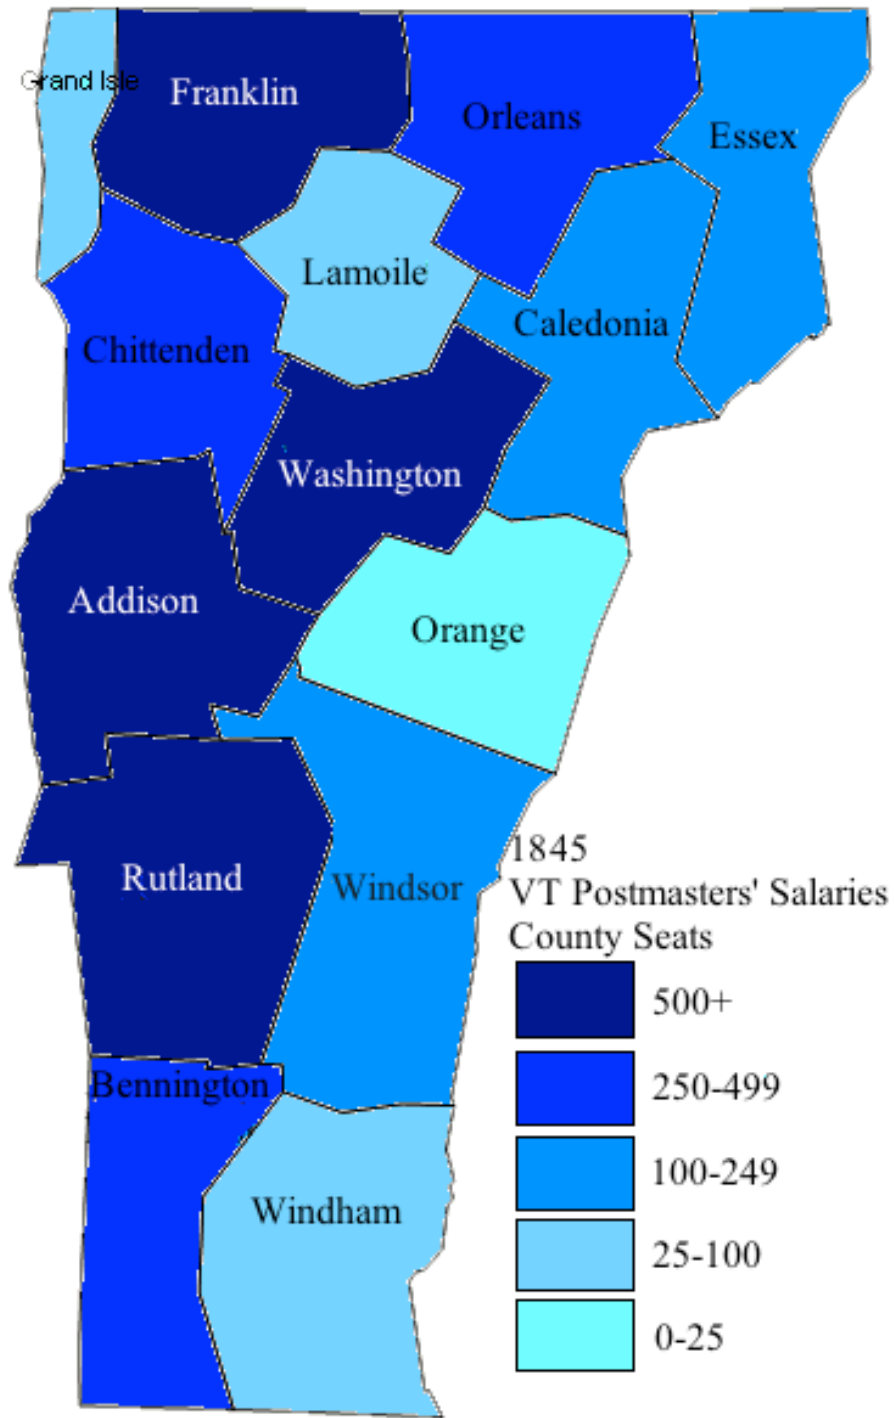 Grand Isle
Franklin
Orleans
Essex
Lamoile
Caledonia
Chittenden
Washington
Addison
Orange
Rutland
Windsor
Bennington
Windham
1845
VT Postmasters' Salaries
County Seats
500+
250-499
100-249
25-100
0-25